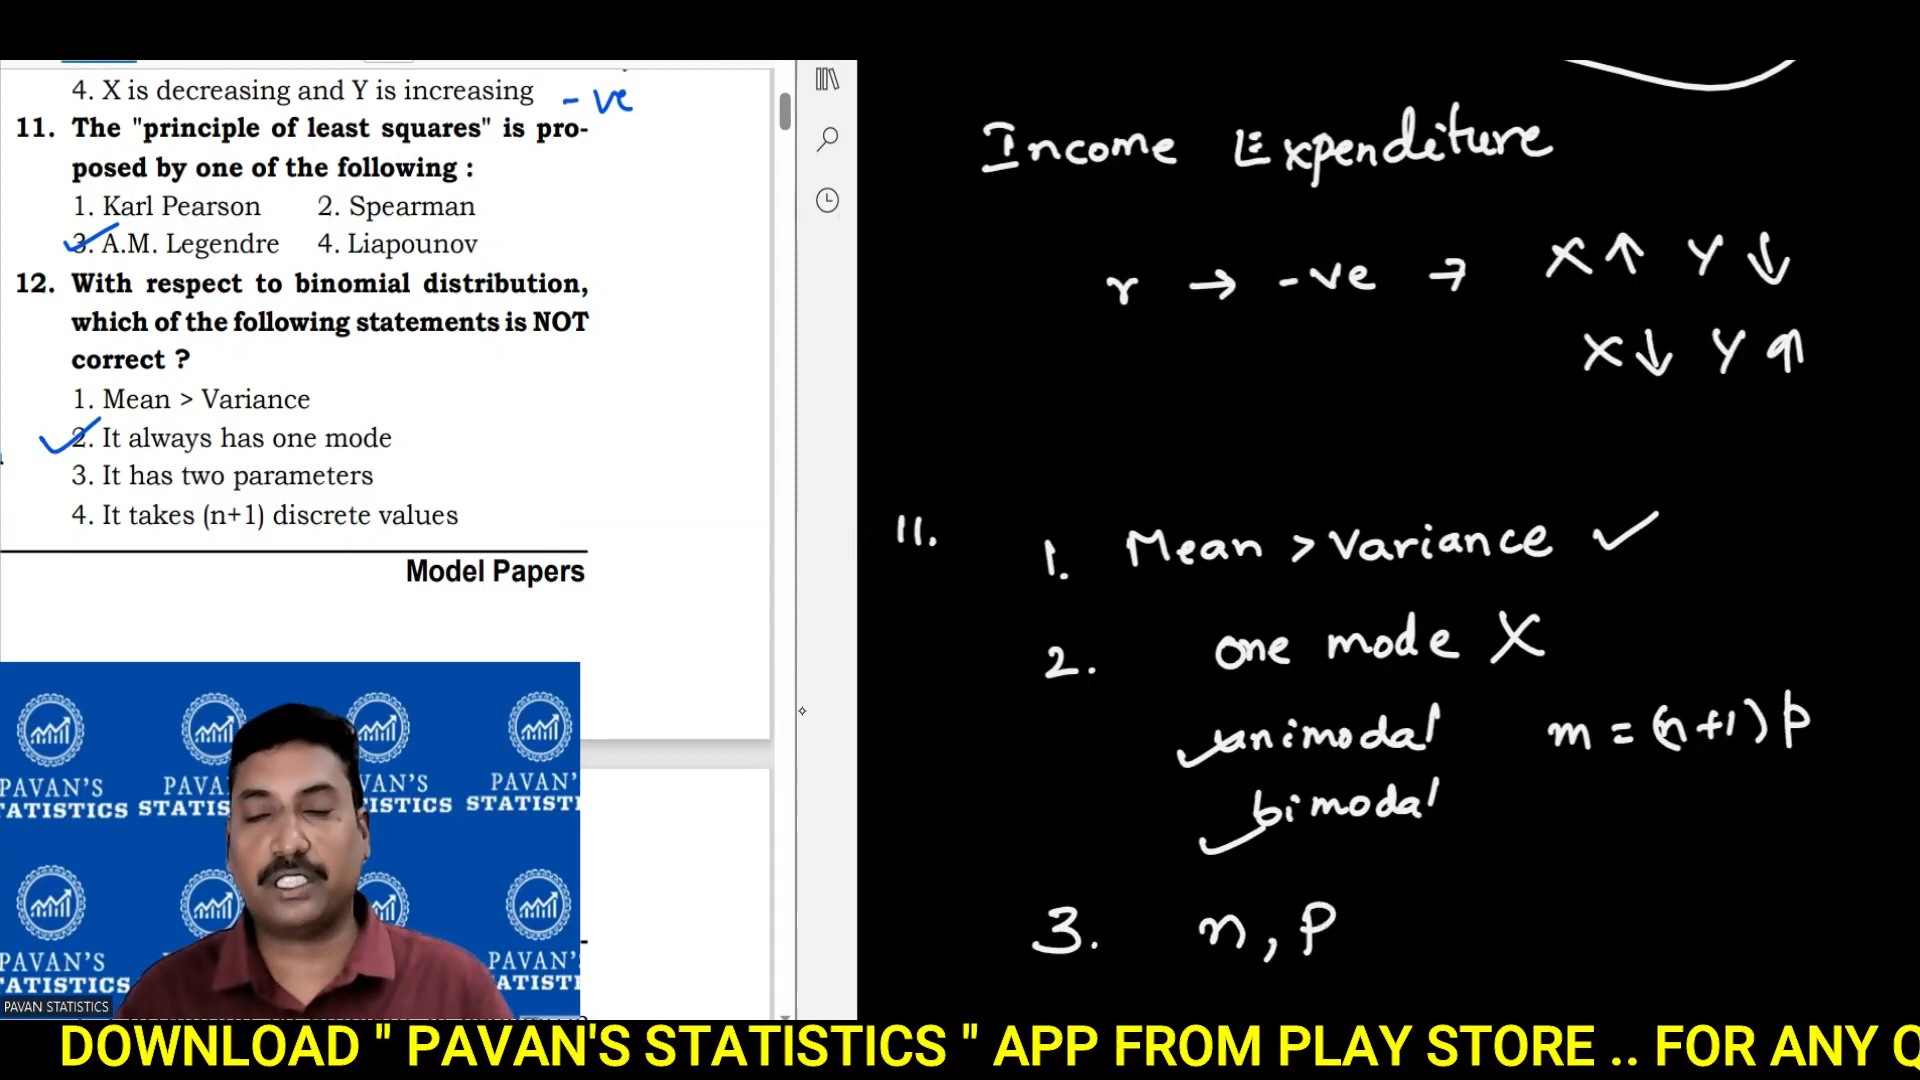 4. X is decreasing and Y is increasing - ve
11. The "principle of least squares" is pro-
posed by one of the following :
1. Karl Pearson 2. Spearman
3. A.M. Legendre 4. Liapounov
12. With respect to binomial distribution,
which of the following statements is NOT
correct ?
1. Mean > Variance
2. It always has one mode
3. It has two parameters
4. It takes (n+1) discrete values
Model Papers
Income Expenditure
r → -ve → X ↑ Y ↓
X ↓ Y ↑
11.
1. Mean > Variance ✓
2. one mode X
unimodal m = (n+1) p
bimodal
3. n, p
PAVAN'S
STATISTICS
PAVAN STATISTICS
DOWNLOAD " PAVAN'S STATISTICS " APP FROM PLAY STORE .. FOR ANY Q